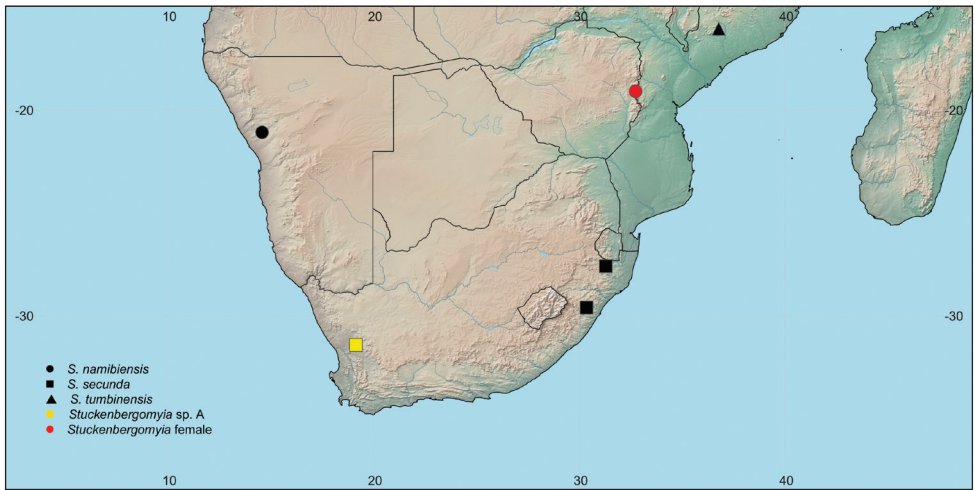 10 20 30 40
-20 -20
-30 -30
S. namibiensis
S. secunda
S. tumbinensis
Stuckenbergomyia sp. A
Stuckenbergomyia female
10 20 30 40